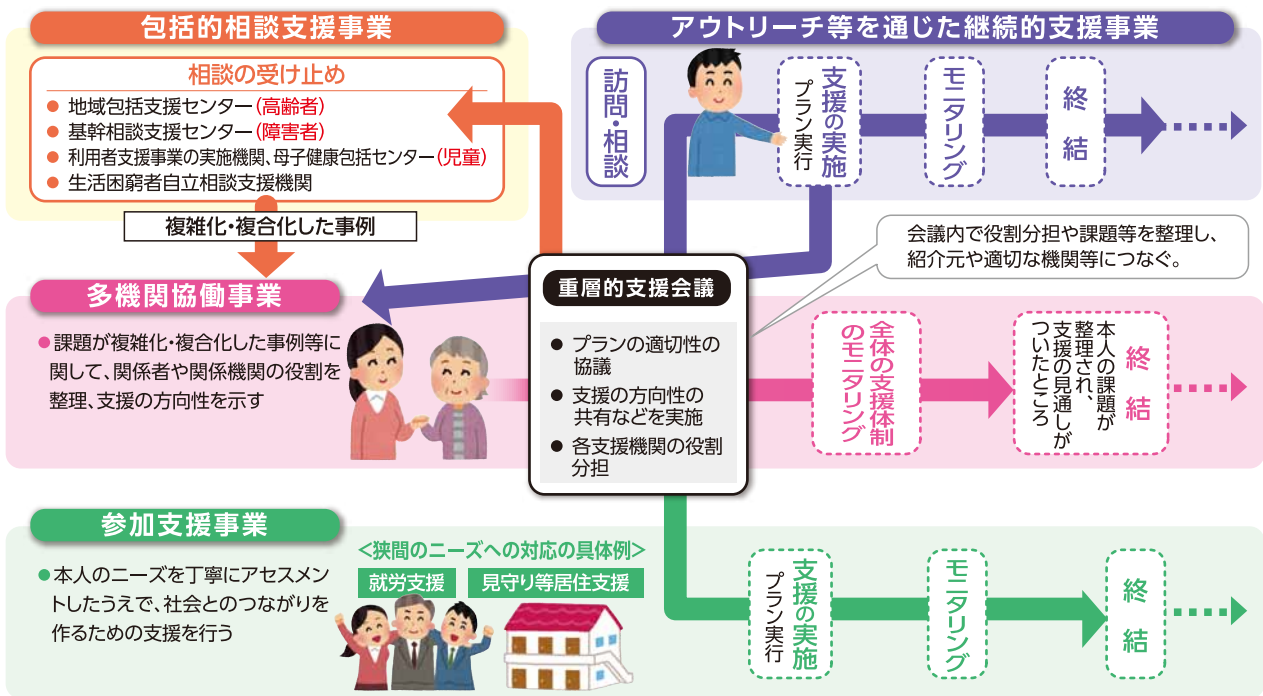 包括的相談支援事業
相談の受け止め
● 地域包括支援センター(高齢者)
● 基幹相談支援センター(障害者)
● 利用者支援事業の実施機関、母子健康包括センター(児童)
● 生活困窮者自立相談支援機関
複雑化・複合化した事例
アウトリーチ等を通じた継続的支援事業
訪問・相談
支援の実施
プラン実行
モニタリング
終結
会議内で役割分担や課題等を整理し、
紹介元や適切な機関等につなぐ。
多機関協働事業
●課題が複雑化・複合化した事例等に
関して、関係者や関係機関の役割を
整理、支援の方向性を示す
重層的支援会議
● プランの適切性の
協議
● 支援の方向性の
共有などを実施
● 各支援機関の役割
分担
全体の支援体制
のモニタリング
終結
本人の課題が
整理され、
支援の見通しが
ついたところ
参加支援事業
●本人のニーズを丁寧にアセスメン
トしたうえで、社会とのつながりを
作るための支援を行う
<狭間のニーズへの対応の具体例>
就労支援
見守り等居住支援
支援の実施
プラン実行
モニタリング
終結